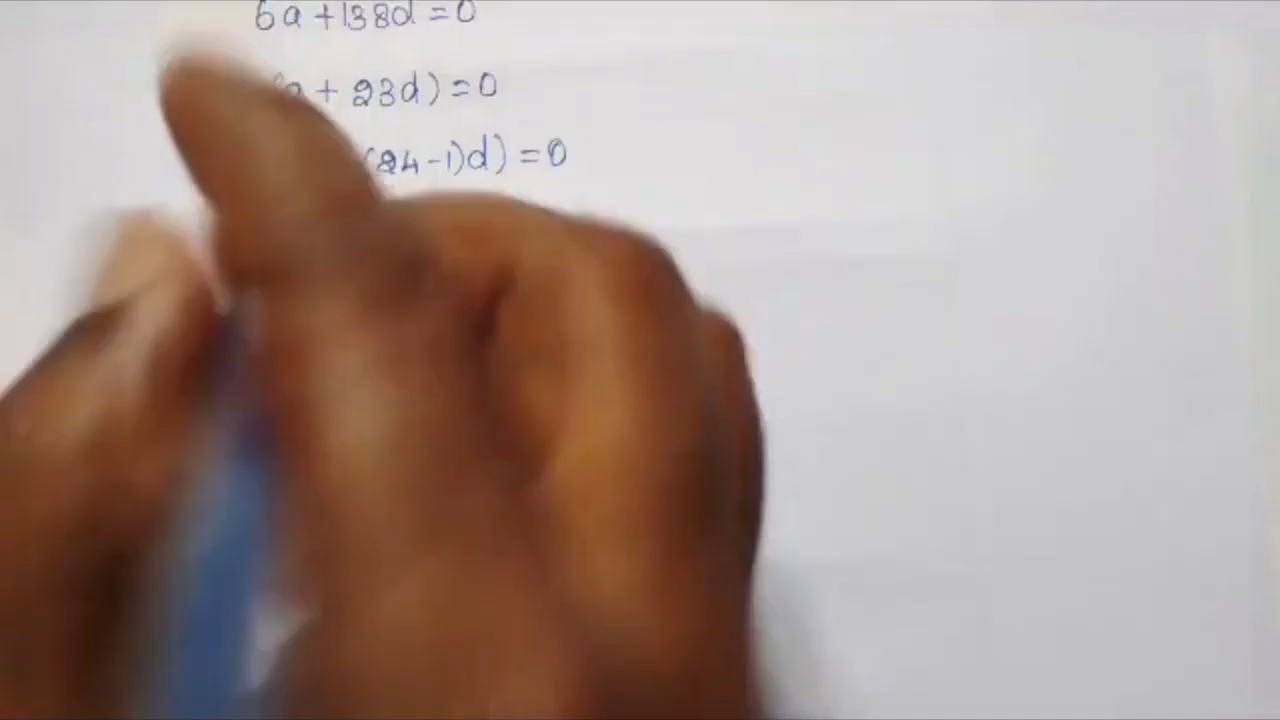 6a + 138d = 0
a + 23d) = 0
(24 - 1)d) = 0